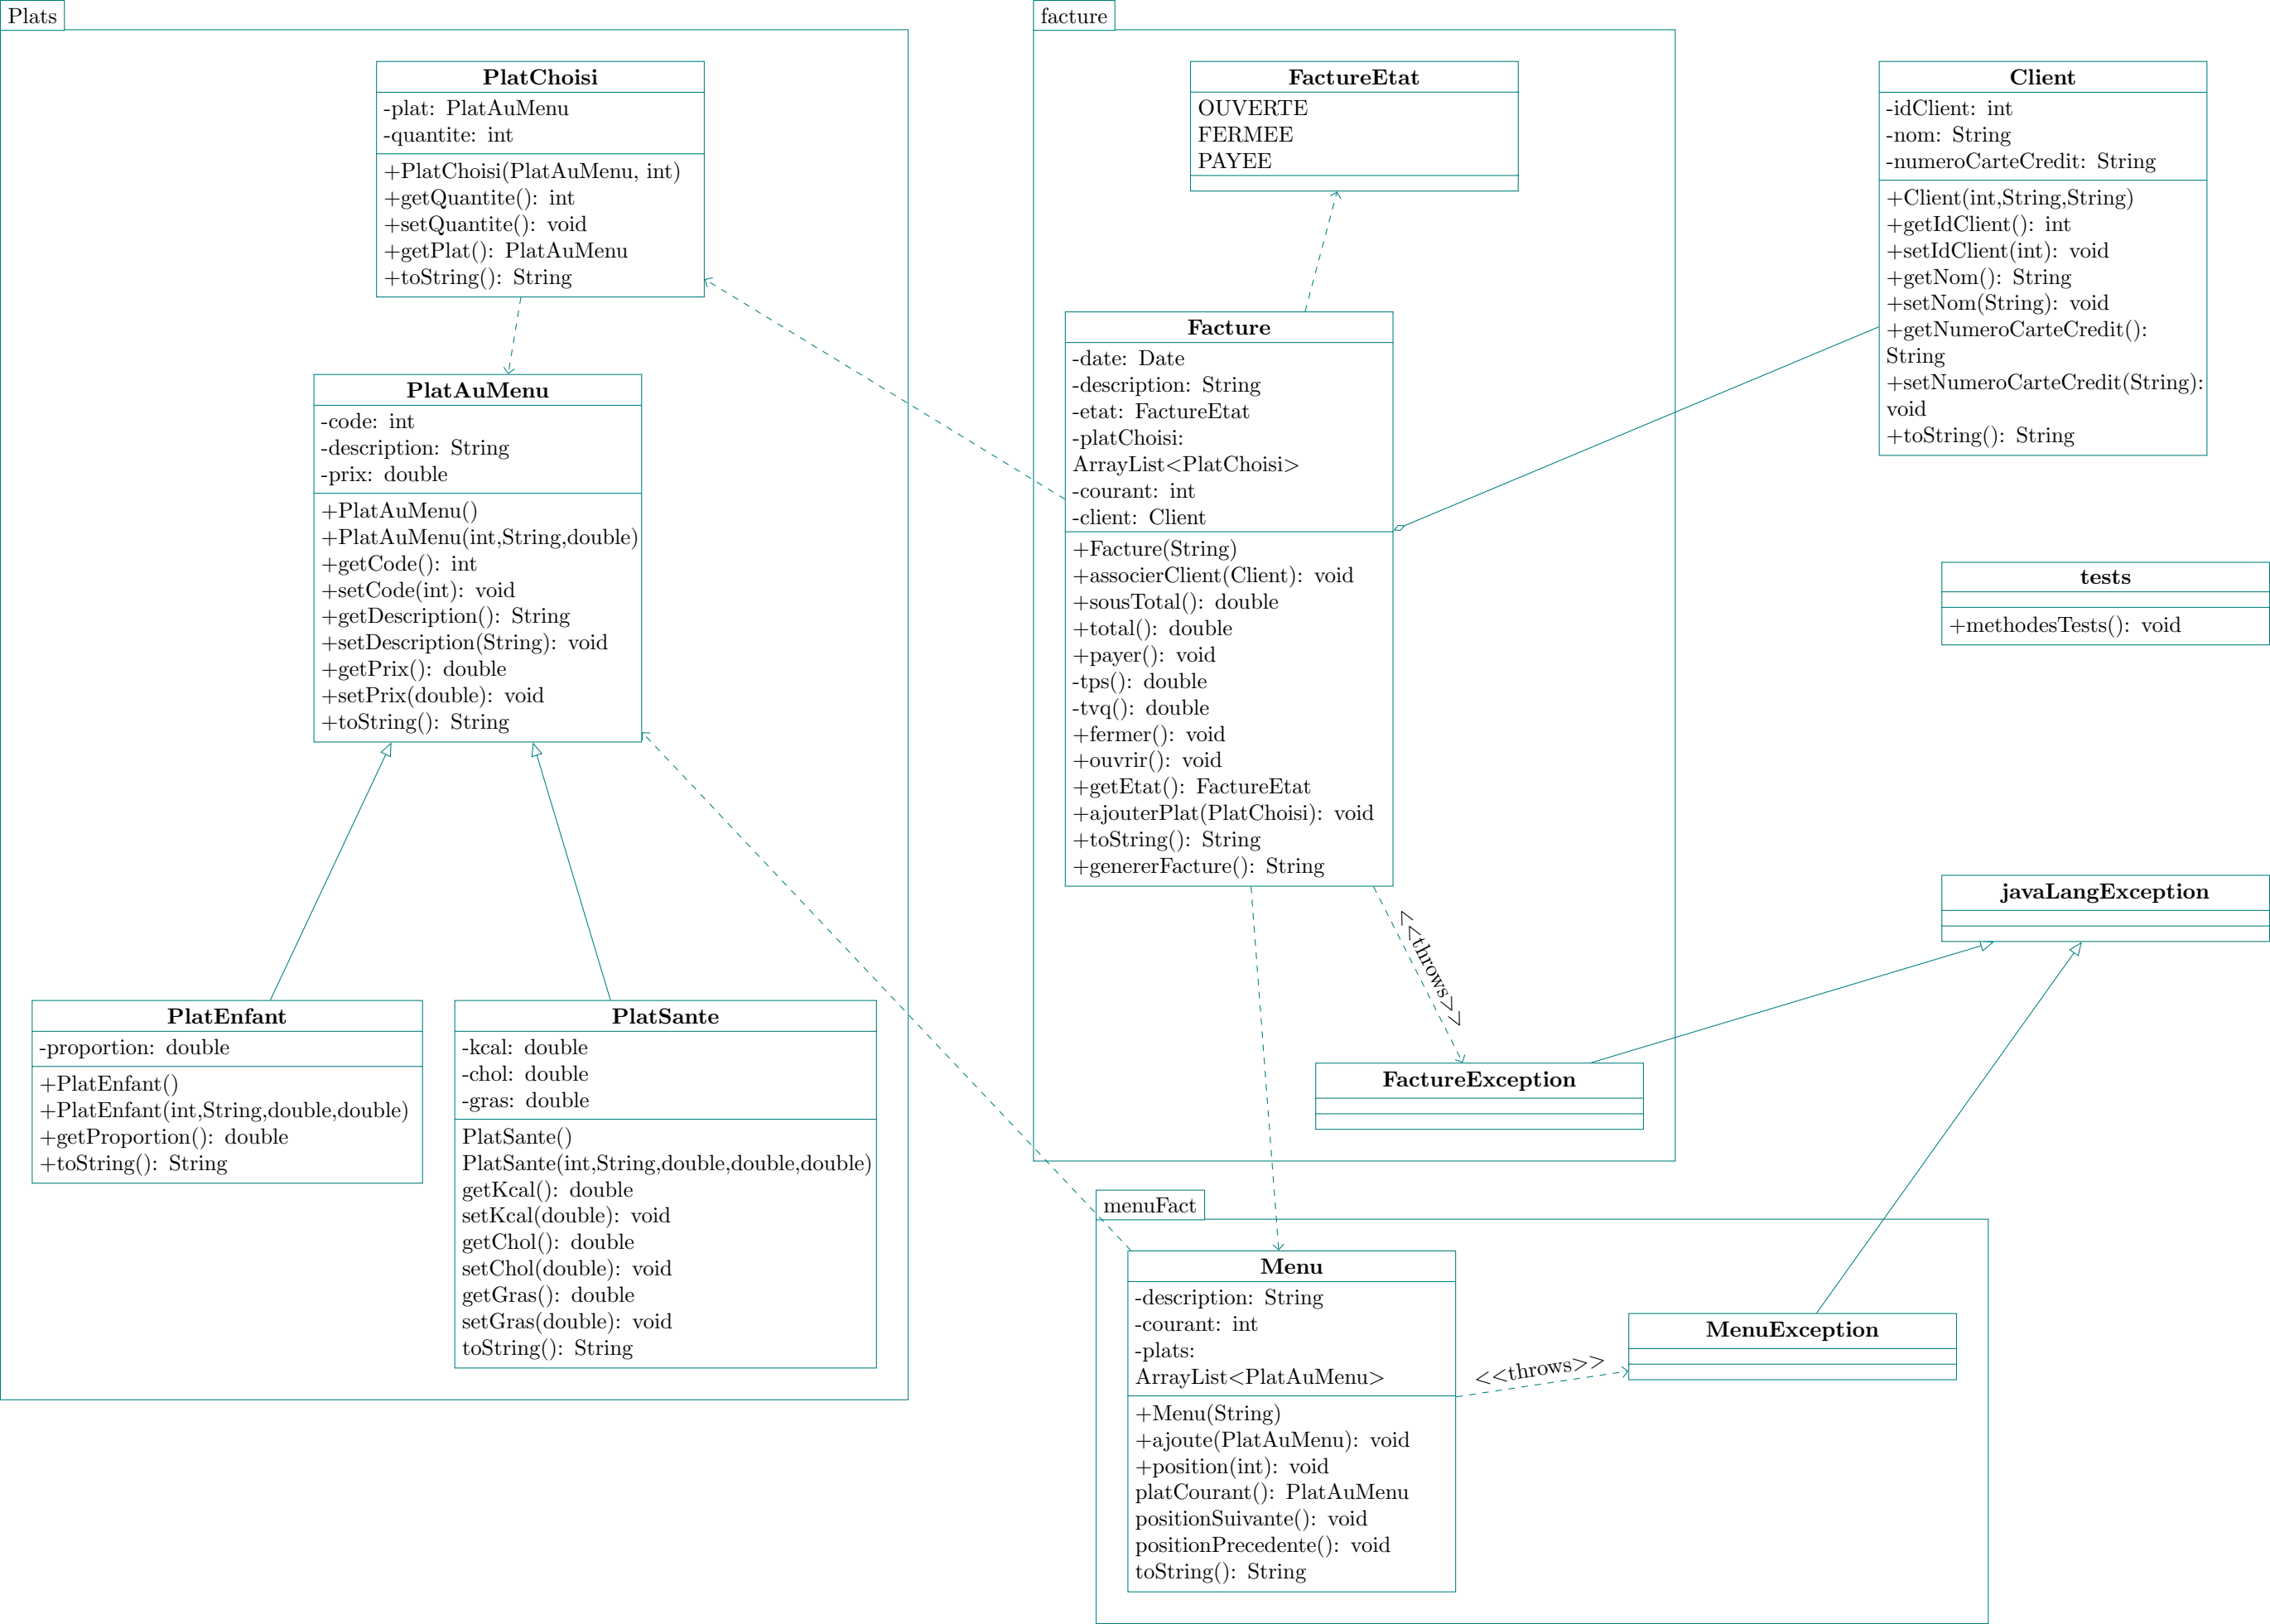 Plats
PlatChoisi
-plat: PlatAuMenu
-quantite: int
+PlatChoisi(PlatAuMenu, int)
+getQuantite(): int
+setQuantite(): void
+getPlat(): PlatAuMenu
+toString(): String
PlatAuMenu
-code: int
-description: String
-prix: double
+PlatAuMenu()
+PlatAuMenu(int,String,double)
+getCode(): int
+setCode(int): void
+getDescription(): String
+setDescription(String): void
+getPrix(): double
+setPrix(double): void
+toString(): String
PlatEnfant
-proportion: double
+PlatEnfant()
+PlatEnfant(int,String,double,double)
+getProportion(): double
+toString(): String
PlatSante
-kcal: double
-chol: double
-gras: double
PlatSante()
PlatSante(int,String,double,double,double)
getKcal(): double
setKcal(double): void
getChol(): double
setChol(double): void
getGras(): double
setGras(double): void
toString(): String
facture
FactureEtat
OUVERTE
FERMEE
PAYEE
Facture
-date: Date
-description: String
-etat: FactureEtat
-platChoisi:
ArrayList<PlatChoisi>
-courant: int
-client: Client
+Facture(String)
+associerClient(Client): void
+sousTotal(): double
+total(): double
+payer(): void
-tps(): double
-tvq(): double
+fermer(): void
+ouvrir(): void
+getEtat(): FactureEtat
+ajouterPlat(PlatChoisi): void
+toString(): String
+genererFacture(): String
<<throws>>
FactureException
menuFact
Menu
-description: String
-courant: int
-plats:
ArrayList<PlatAuMenu>
+Menu(String)
+ajoute(PlatAuMenu): void
+position(int): void
platCourant(): PlatAuMenu
positionSuivante(): void
positionPrecedente(): void
toString(): String
<<throws>>
MenuException
Client
-idClient: int
-nom: String
-numeroCarteCredit: String
+Client(int,String,String)
+getIdClient(): int
+setIdClient(int): void
+getNom(): String
+setNom(String): void
+getNumeroCarteCredit():
String
+setNumeroCarteCredit(String):
void
+toString(): String
tests
+methodesTests(): void
javaLangException